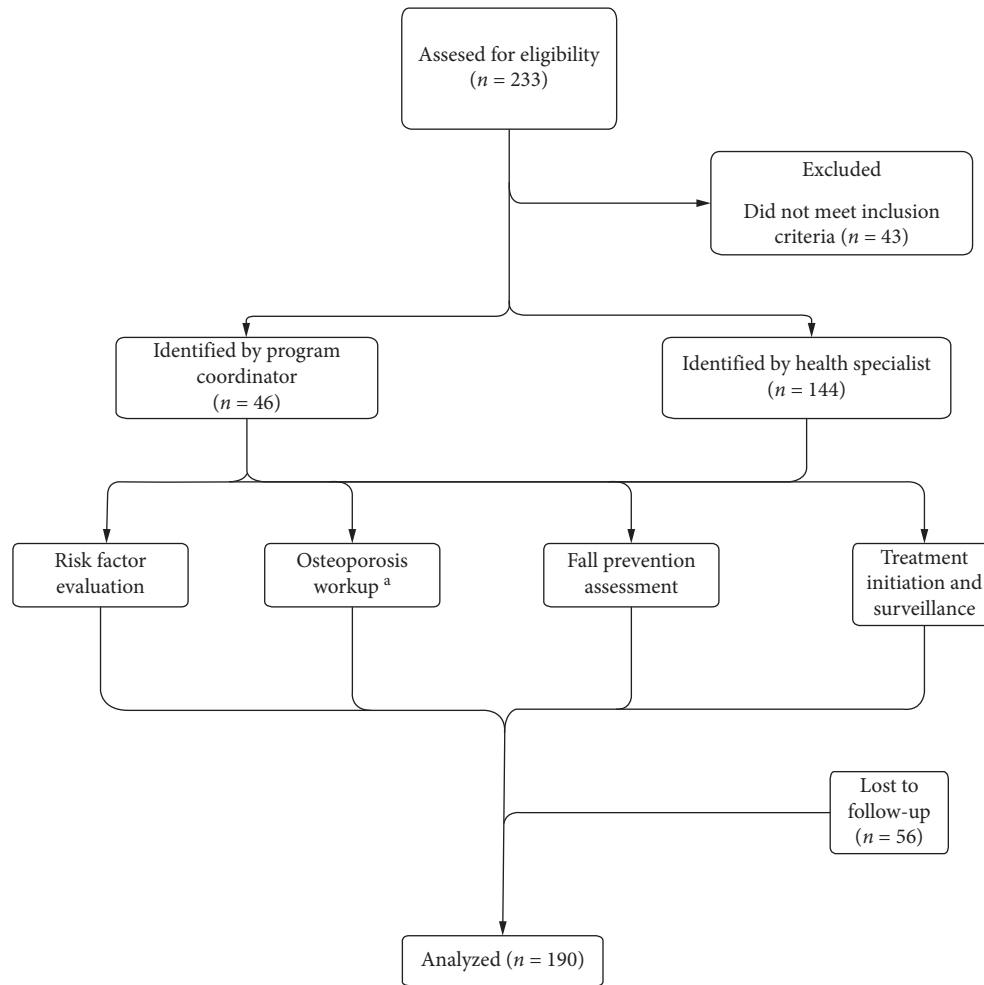 Assesed for eligibility
(n = 233)
Excluded
Did not meet inclusion
criteria (n = 43)
Identified by program
coordinator
(n = 46)
Identified by health specialist
(n = 144)
Risk factor
evaluation
Osteoporosis
workup a
Fall prevention
assessment
Treatment
initiation and
surveillance
Lost to
follow-up
(n = 56)
Analyzed (n = 190)